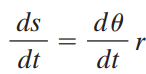 ds/dt = dθ/dt r